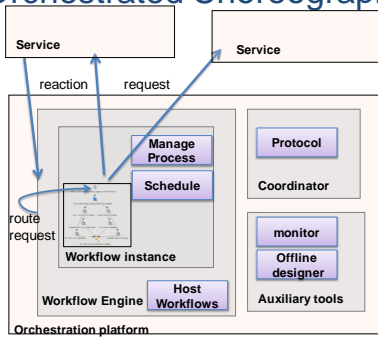 rchestrated Choreograph
Service
Service
reaction
request
Manage
Process
Schedule
Protocol
Coordinator
route
request
Workflow instance
monitor
Offline
designer
Workflow Engine
Host
Workflows
Auxiliary tools
Orchestration platform